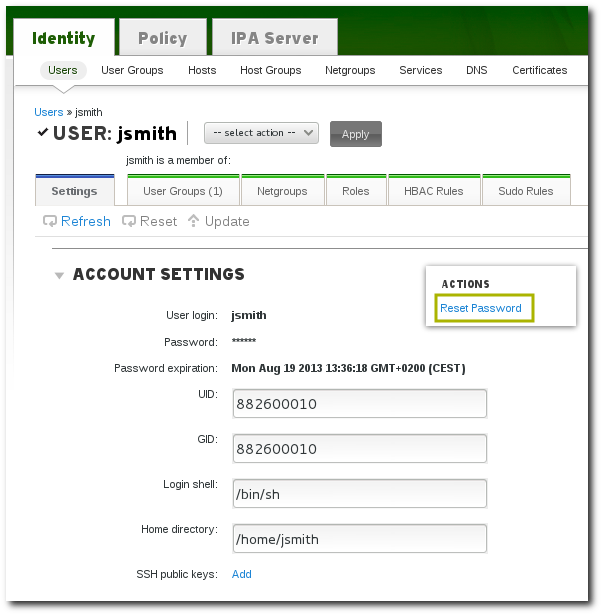 Identity Policy IPA Server
Users User Groups Hosts Host Groups Netgroups Services DNS Certificates
Users » jsmith
USER: jsmith -- select action -- Apply
jsmith is a member of:
Settings User Groups (1) Netgroups Roles HBAC Rules Sudo Rules
Refresh Reset Update
ACCOUNT SETTINGS
ACTIONS
Reset Password
User login: jsmith
Password: ******
Password expiration: Mon Aug 19 2013 13:36:18 GMT+0200 (CEST)
UID: 882600010
GID: 882600010
Login shell: /bin/sh
Home directory: /home/jsmith
SSH public keys: Add